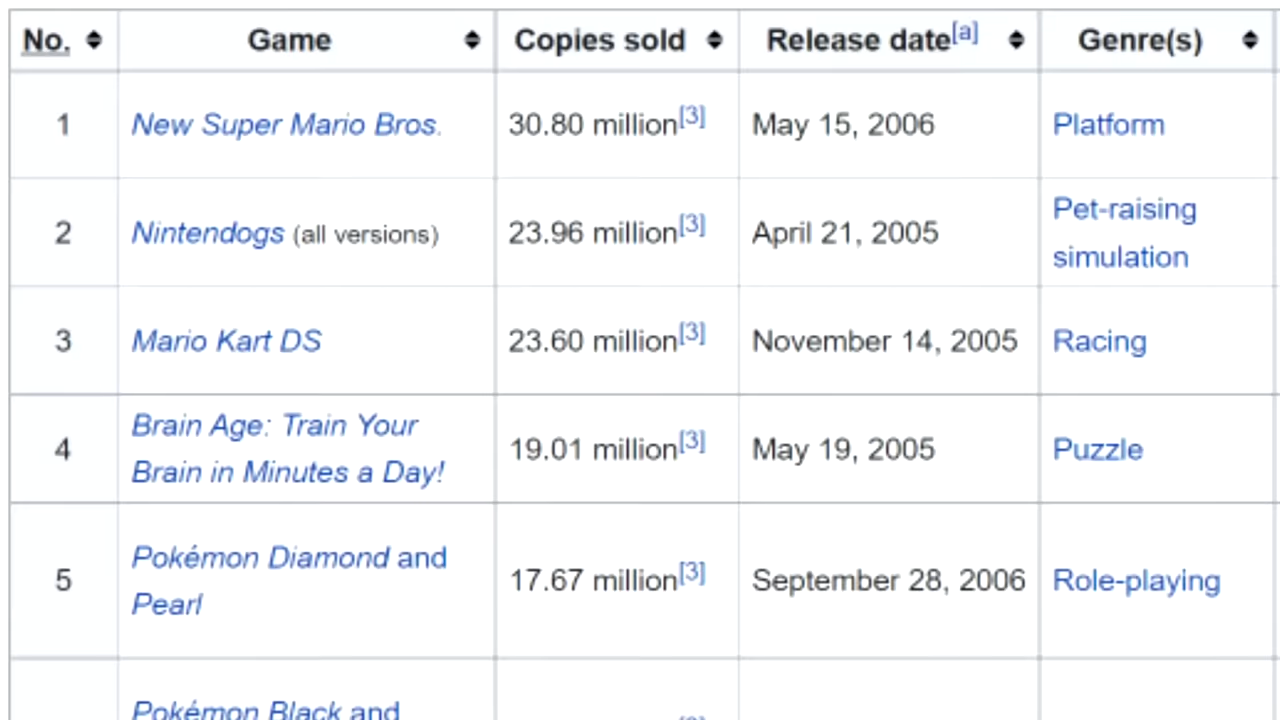 No. Game Copies sold Release date[a] Genre(s)
1 New Super Mario Bros. 30.80 million[3] May 15, 2006 Platform
2 Nintendogs (all versions) 23.96 million[3] April 21, 2005 Pet-raising
simulation
3 Mario Kart DS 23.60 million[3] November 14, 2005 Racing
4 Brain Age: Train Your
Brain in Minutes a Day! 19.01 million[3] May 19, 2005 Puzzle
5 Pokémon Diamond and
Pearl 17.67 million[3] September 28, 2006 Role-playing
Pokémon Black and